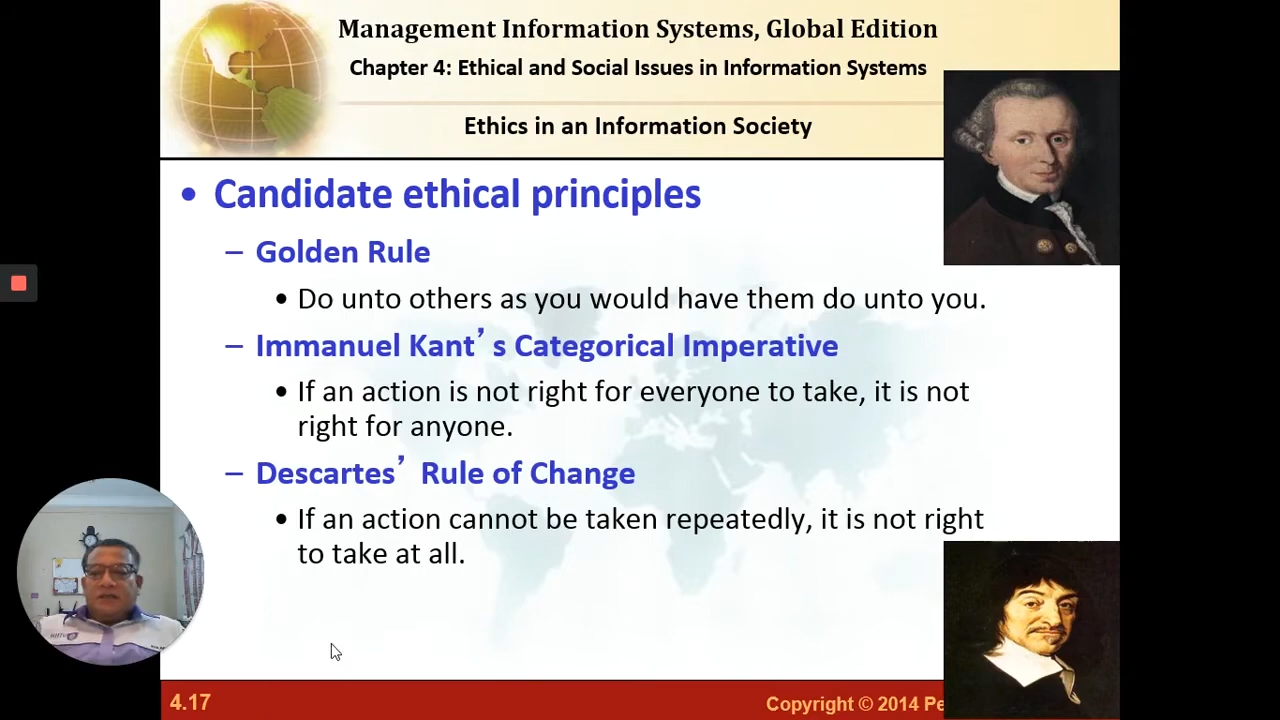 Management Information Systems, Global Edition
Chapter 4: Ethical and Social Issues in Information Systems
Ethics in an Information Society
• Candidate ethical principles
– Golden Rule
• Do unto others as you would have them do unto you.
– Immanuel Kant’s Categorical Imperative
• If an action is not right for everyone to take, it is not
right for anyone.
– Descartes’ Rule of Change
• If an action cannot be taken repeatedly, it is not right
to take at all.
4.17
Copyright © 2014 Pe